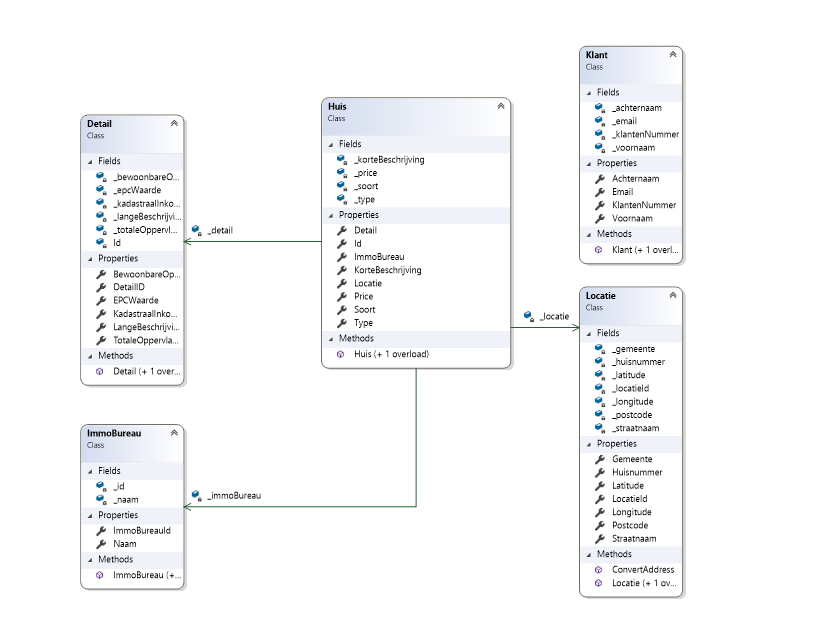 Klant
Class
Fields
_achternaam
_email
_klantenNummer
_voornaam
Properties
Achternaam
Email
KlantenNummer
Voornaam
Methods
Klant (+ 1 overl...
Huis
Class
Fields
_korteBeschrijving
_price
_soort
_type
Properties
Detail
Id
ImmoBureau
KorteBeschrijving
Locatie
Price
Soort
Type
Methods
Huis (+ 1 overload)
Detail
Class
Fields
_bewoonbareO...
_epcWaarde
_kadastraalInko...
_langeBeschrijvi...
_totaleOppervl...
Id
Properties
BewoonbareOp...
DetailID
EPCWaarde
KadastraalInko...
LangeBeschrijvi...
TotaleOppervla...
Methods
Detail (+ 1 over...
_detail
_locatie
Locatie
Class
Fields
_gemeente
_huisnummer
_latitude
_locatieId
_longitude
_postcode
_straatnaam
Properties
Gemeente
Huisnummer
Latitude
LocatieId
Longitude
Postcode
Straatnaam
Methods
ConvertAddress
Locatie (+ 1 ov...
ImmoBureau
Class
Fields
_id
_naam
Properties
ImmoBureauId
Naam
Methods
ImmoBureau (+...
_immoBureau